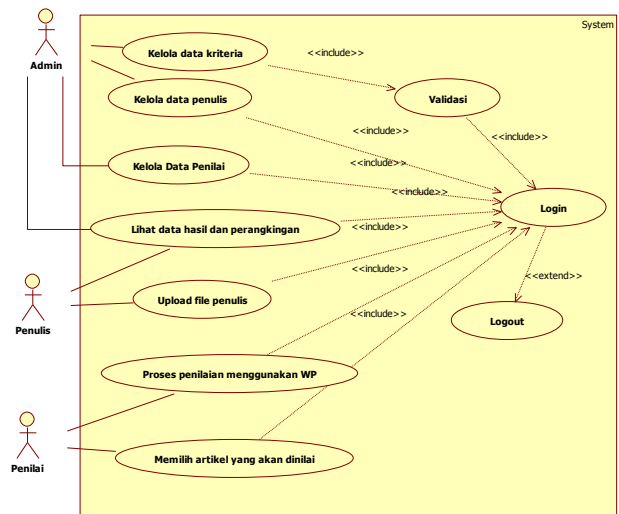 System
Admin
Kelola data kriteria
<<include>>
Kelola data penulis
Validasi
<<include>>
<<include>>
Kelola Data Penilai
<<include>>
<<include>>
Login
Lihat data hasil dan perangkingan
<<include>>
Penulis
Upload file penulis
<<include>>
<<extend>>
<<include>>
Logout
Proses penilaian menggunakan WP
Penilai
Memilih artikel yang akan dinilai